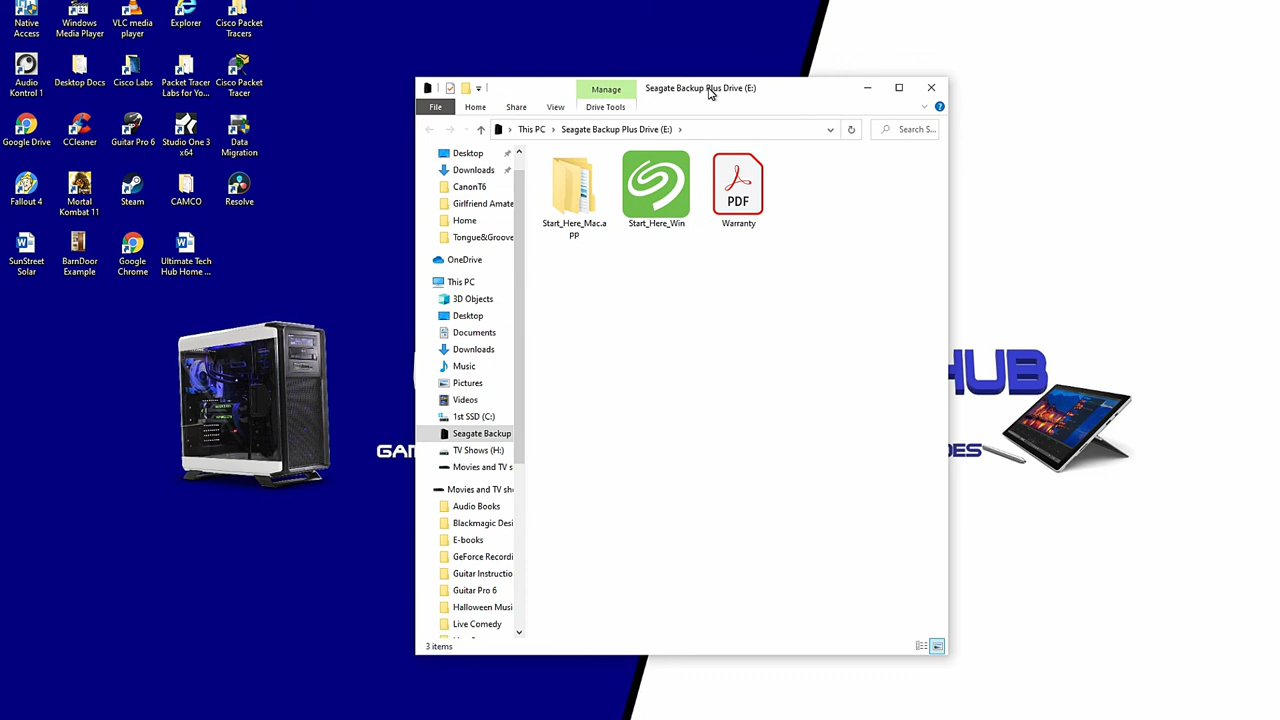 Native
Access
Windows
Media Player
VLC media
player
Explorer
Cisco Packet
Tracers
Audio
Kontrol 1
Desktop Docs
Cisco Labs
Packet Tracer
Labs for Yo...
Cisco Packet
Tracer
Google Drive
CCleaner
Guitar Pro 6
Studio One 3
x64
Data
Migration
Fallout 4
Mortal
Kombat 11
Steam
CAMCO
Resolve
SunStreet
Solar
BarnDoor
Example
Google
Chrome
Ultimate Tech
Hub Home ...
Manage
Seagate Backup Plus Drive (E:)
File
Home
Share
View
Drive Tools
This PC
Seagate Backup Plus Drive (E:)
Search S...
Desktop
Downloads
CanonT6
Girlfriend Amate
Home
Tongue&Groove
OneDrive
This PC
3D Objects
Desktop
Documents
Downloads
Music
Pictures
Videos
1st SSD (C:)
Seagate Backup
TV Shows (H:)
Movies and TV s
Movies and TV sh
Audio Books
Blackmagic Desi
E-books
GeForce Recordi
Guitar Instructio
Guitar Pro 6
Halloween Musi
Live Comedy
Start_Here_Mac.a
pp
Start_Here_Win
PDF
Warranty
3 items
HUB
GAM
DES